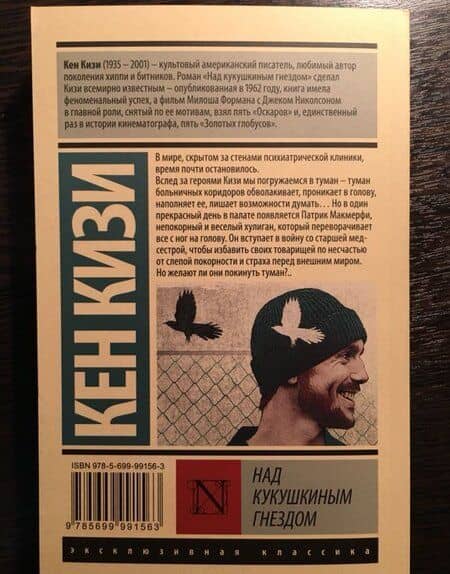 Кен Кизи (1935 – 2001) – культовый американский писатель, любимый автор
поколения хиппи и битников. Роман «Над кукушкиным гнездом» сделал
Кизи всемирно известным – опубликованная в 1962 году, книга имела
феноменальный успех, а фильм Милоша Формана с Джеком Николсоном
в главной роли, снятый по ее мотивам, взял пять «Оскаров» и, единственный
раз в истории кинематографа, пять «Золотых глобусов».
КЕН КИЗИ
В мире, скрытом за стенами психиатрической клиники,
время почти остановилось.
Вслед за героями Кизи мы погружаемся в туман – туман
больничных коридоров обволакивает, проникает в голову,
наполняет ее, лишает возможности думать… Но в один
прекрасный день в палате появляется Патрик Макмерфи,
непокорный и веселый хулиган, который переворачивает
все с ног на голову. Он вступает в войну со старшей мед-
сестрой, чтобы избавить своих товарищей по несчастью
от слепой покорности и страха перед внешним миром.
Но желают ли они покинуть туман?..
ISBN 978-5-699-99156-3
9 785699 991563
N
НАД
КУКУШКИНЫМ
ГНЕЗДОМ
эксклюзивная классика